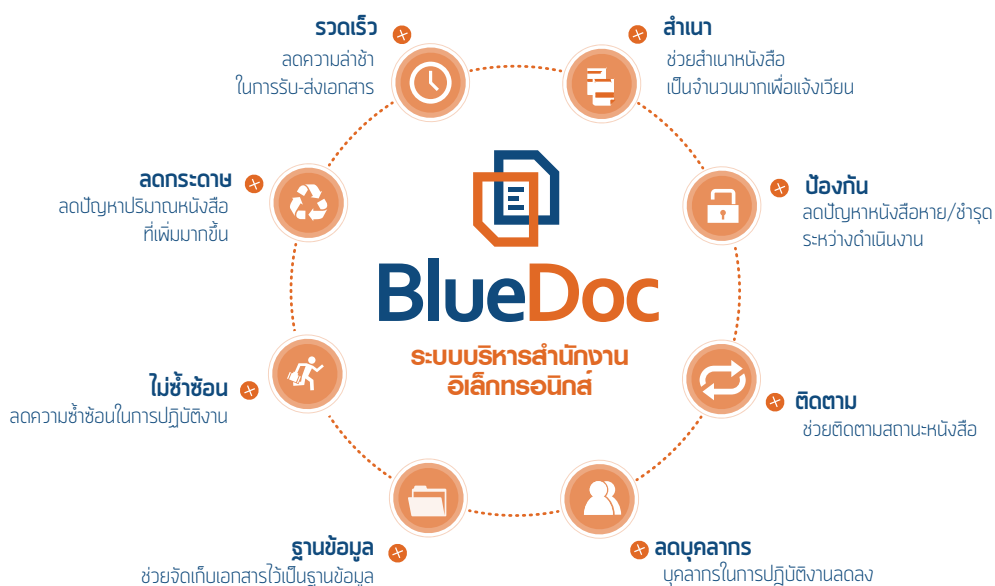 รวดเร็ว
ลดความล่าช้า
ในการรับ-ส่งเอกสาร
สำเนา
ช่วยสำเนาหนังสือ
เป็นจำนวนมากเพื่อแจ้งเวียน
ลดกระดาษ
ลดปัญหาปริมาณหนังสือ
ที่เพิ่มมากขึ้น
ป้องกัน
ลดปัญหาหนังสือหาย/ชำรุด
ระหว่างดำเนินงาน
BlueDoc
ระบบบริหารสำนักงาน
อิเล็กทรอนิกส์
ไม่ซ้ำซ้อน
ลดความซ้ำซ้อนในการปฏิบัติงาน
ติดตาม
ช่วยติดตามสถานะหนังสือ
ฐานข้อมูล
ช่วยจัดเก็บเอกสารไว้เป็นฐานข้อมูล
ลดบุคลากร
บุคลากรในการปฏิบัติงานลดลง